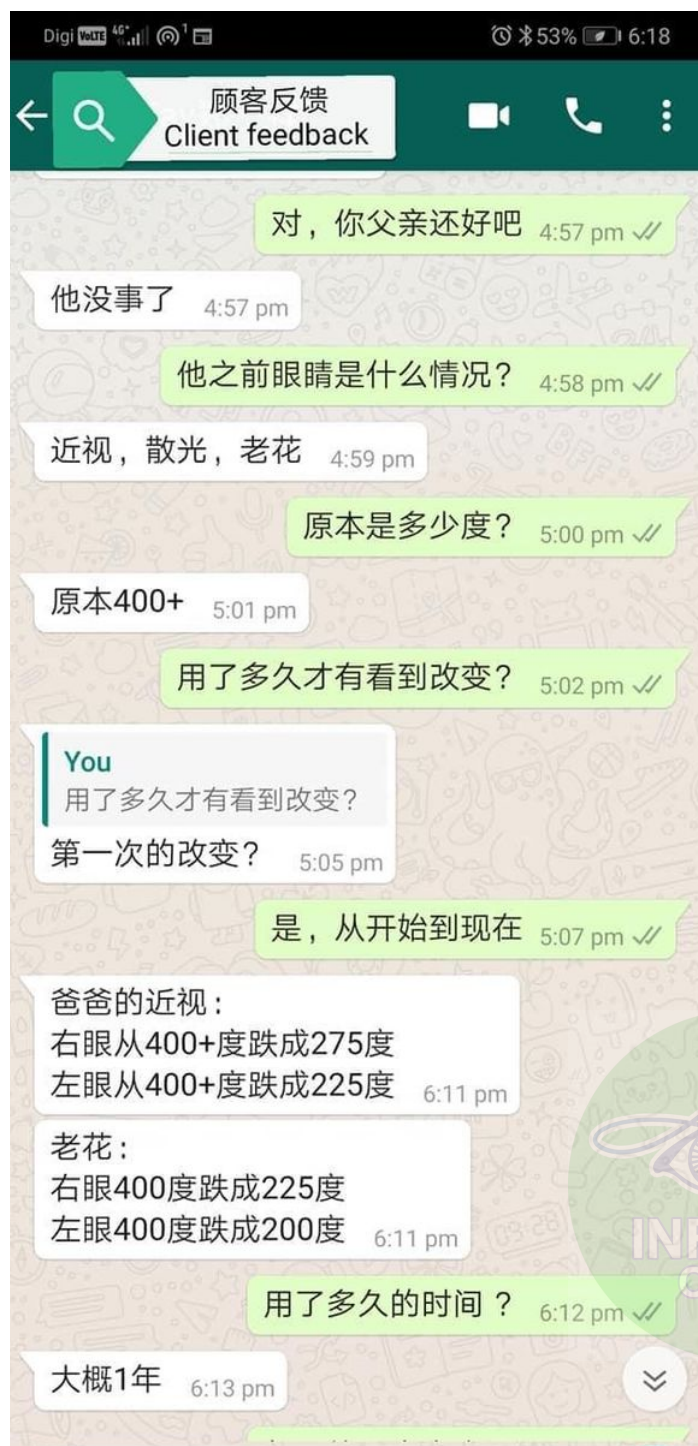 Digi VoLTE 4G 1 53% 6:18
顾客反馈
Client feedback
对，你父亲还好吧 4:57 pm
他没事了 4:57 pm
他之前眼睛是什么情况？ 4:58 pm
近视，散光，老花 4:59 pm
原本是多少度？ 5:00 pm
原本400+ 5:01 pm
用了多久才有看到改变？ 5:02 pm
You
用了多久才有看到改变？
第一次的改变？ 5:05 pm
是，从开始到现在 5:07 pm
爸爸的近视：
右眼从400+度跌成275度
左眼从400+度跌成225度 6:11 pm
老花：
右眼400度跌成225度
左眼400度跌成200度 6:11 pm
用了多久的时间 ？ 6:12 pm
大概1年 6:13 pm